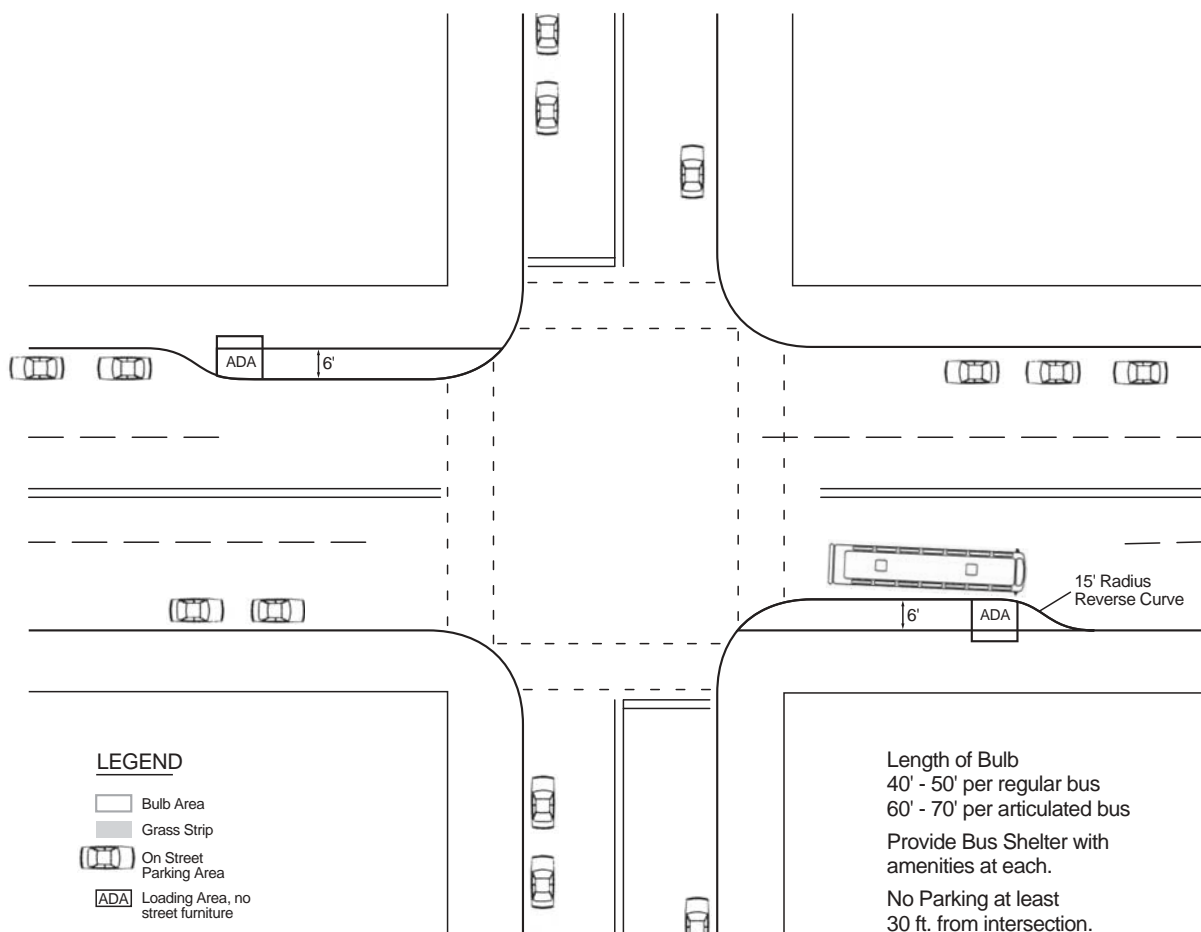 ADA
6'
15' Radius
Reverse Curve
6'
ADA
LEGEND
Bulb Area
Grass Strip
On Street
Parking Area
ADA
Loading Area, no
street furniture
Length of Bulb
40' - 50' per regular bus
60' - 70' per articulated bus
Provide Bus Shelter with
amenities at each.
No Parking at least
30 ft. from intersection.